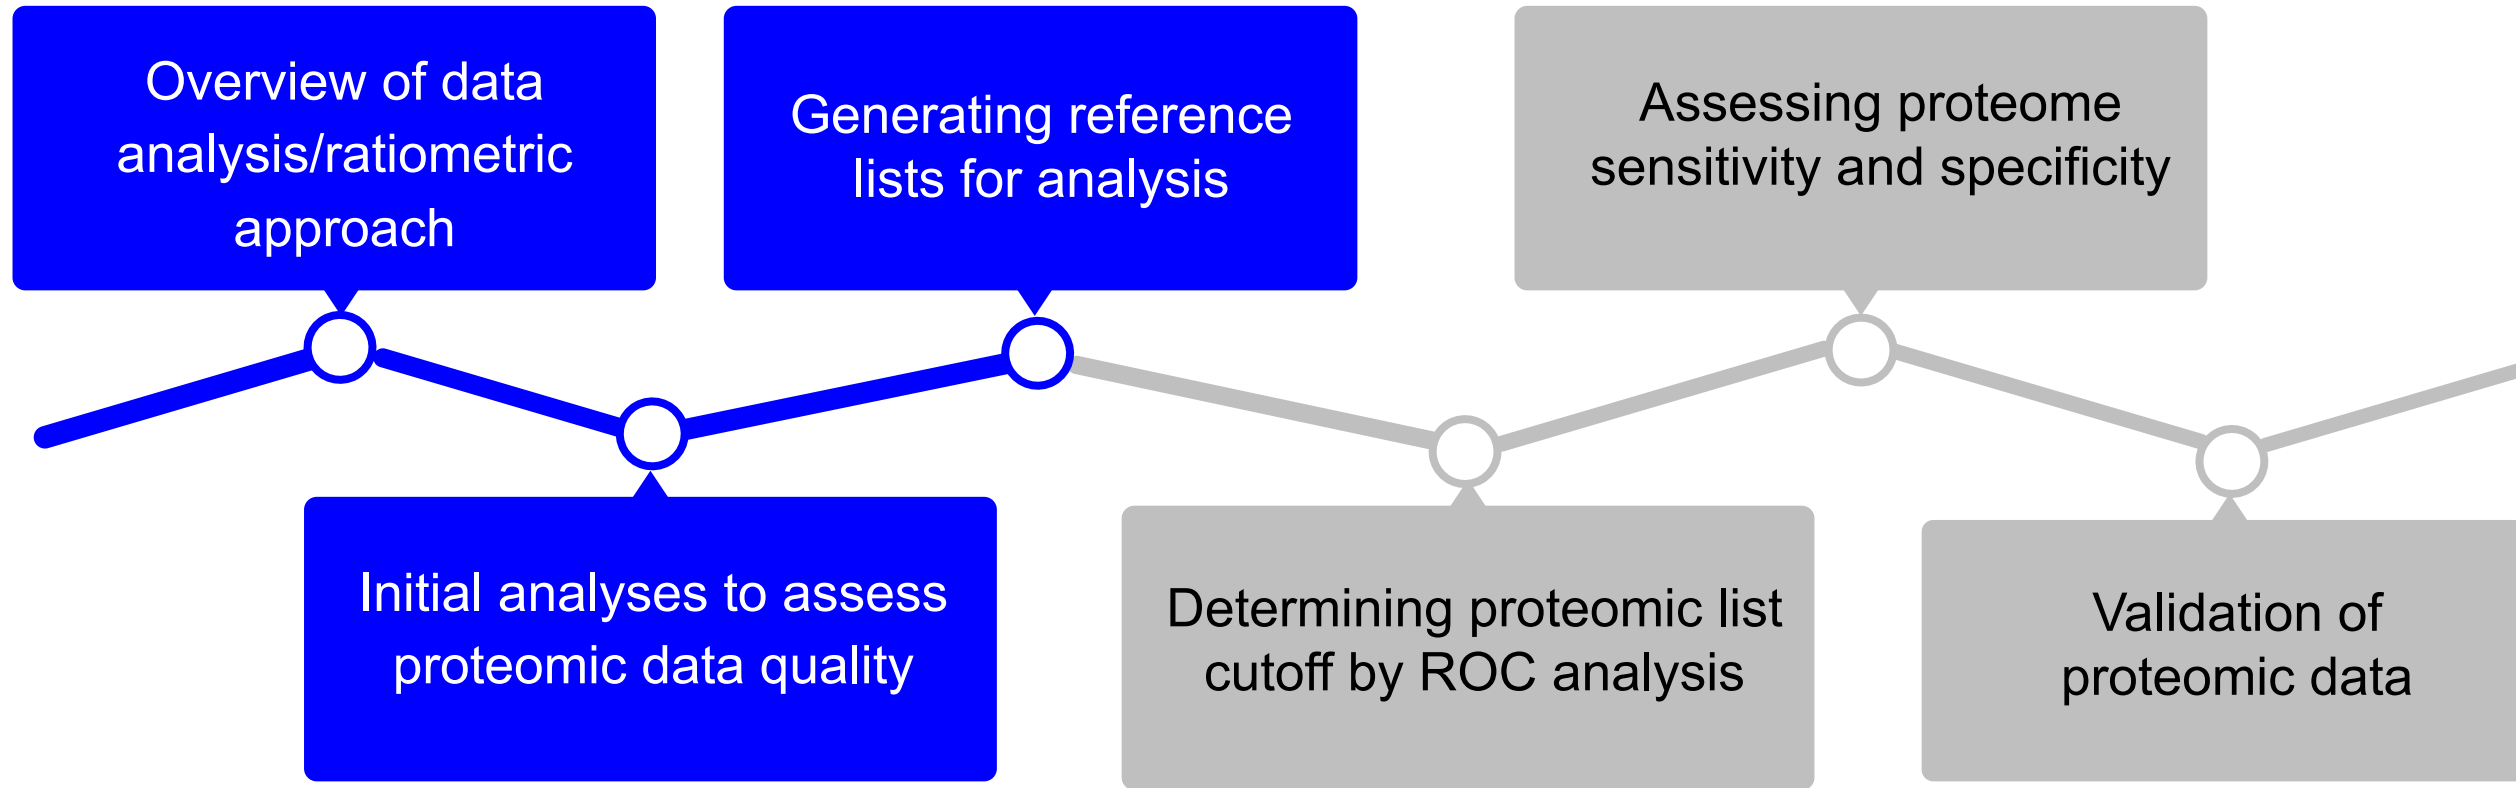 Overview of data
analysis/ratiometric
approach
Initial analyses to assess
proteomic data quality
Generating reference
lists for analysis
Determining proteomic list
cutoff by ROC analysis
Assessing proteome
sensitivity and specificity
Validation of
proteomic data